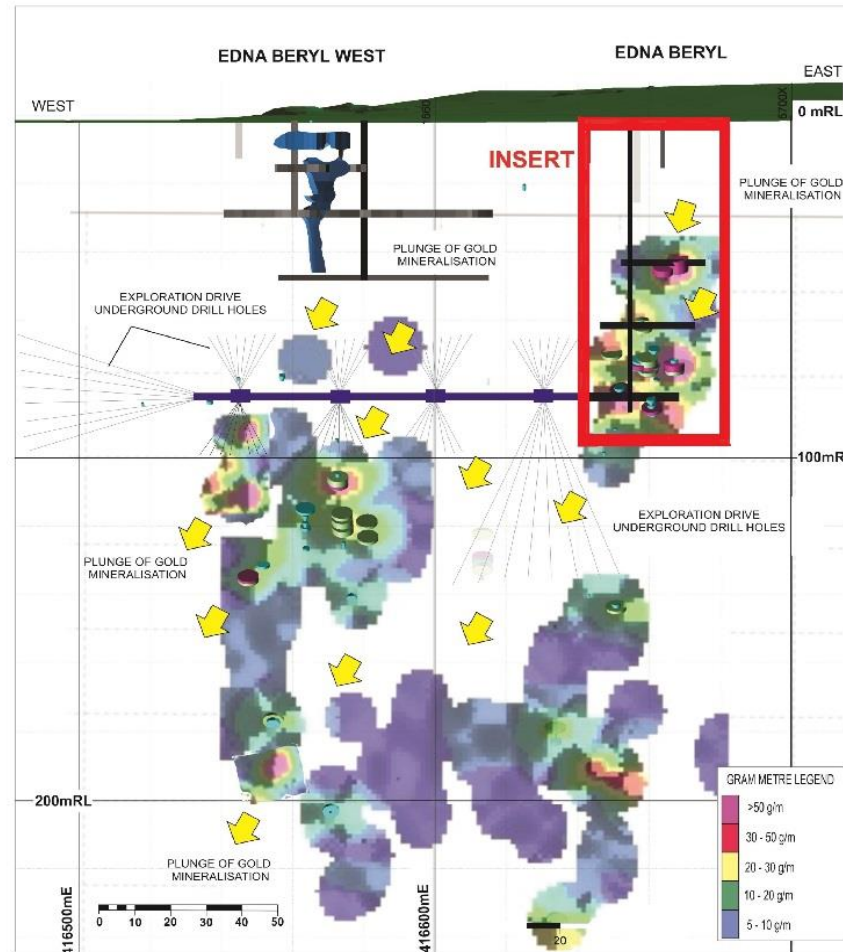 EDNA BERYL WEST
EDNA BERYL
EAST
WEST
0 mRL
INSERT
PLUNGE OF GOLD
MINERALISATION
PLUNGE OF GOLD
MINERALISATION
EXPLORATION DRIVE
UNDERGROUND DRILL HOLES
100mR
EXPLORATION DRIVE
UNDERGROUND DRILL HOLES
PLUNGE OF GOLD
MINERALISATION
200mRL
GRAM METRE LEGEND
>50 g/m
30 - 50 g/m
20 - 30 g/m
10 - 20 g/m
5 - 10 g/m
PLUNGE OF GOLD
MINERALISATION
416500mE
0 10 20 30 40 50
416600mE
20